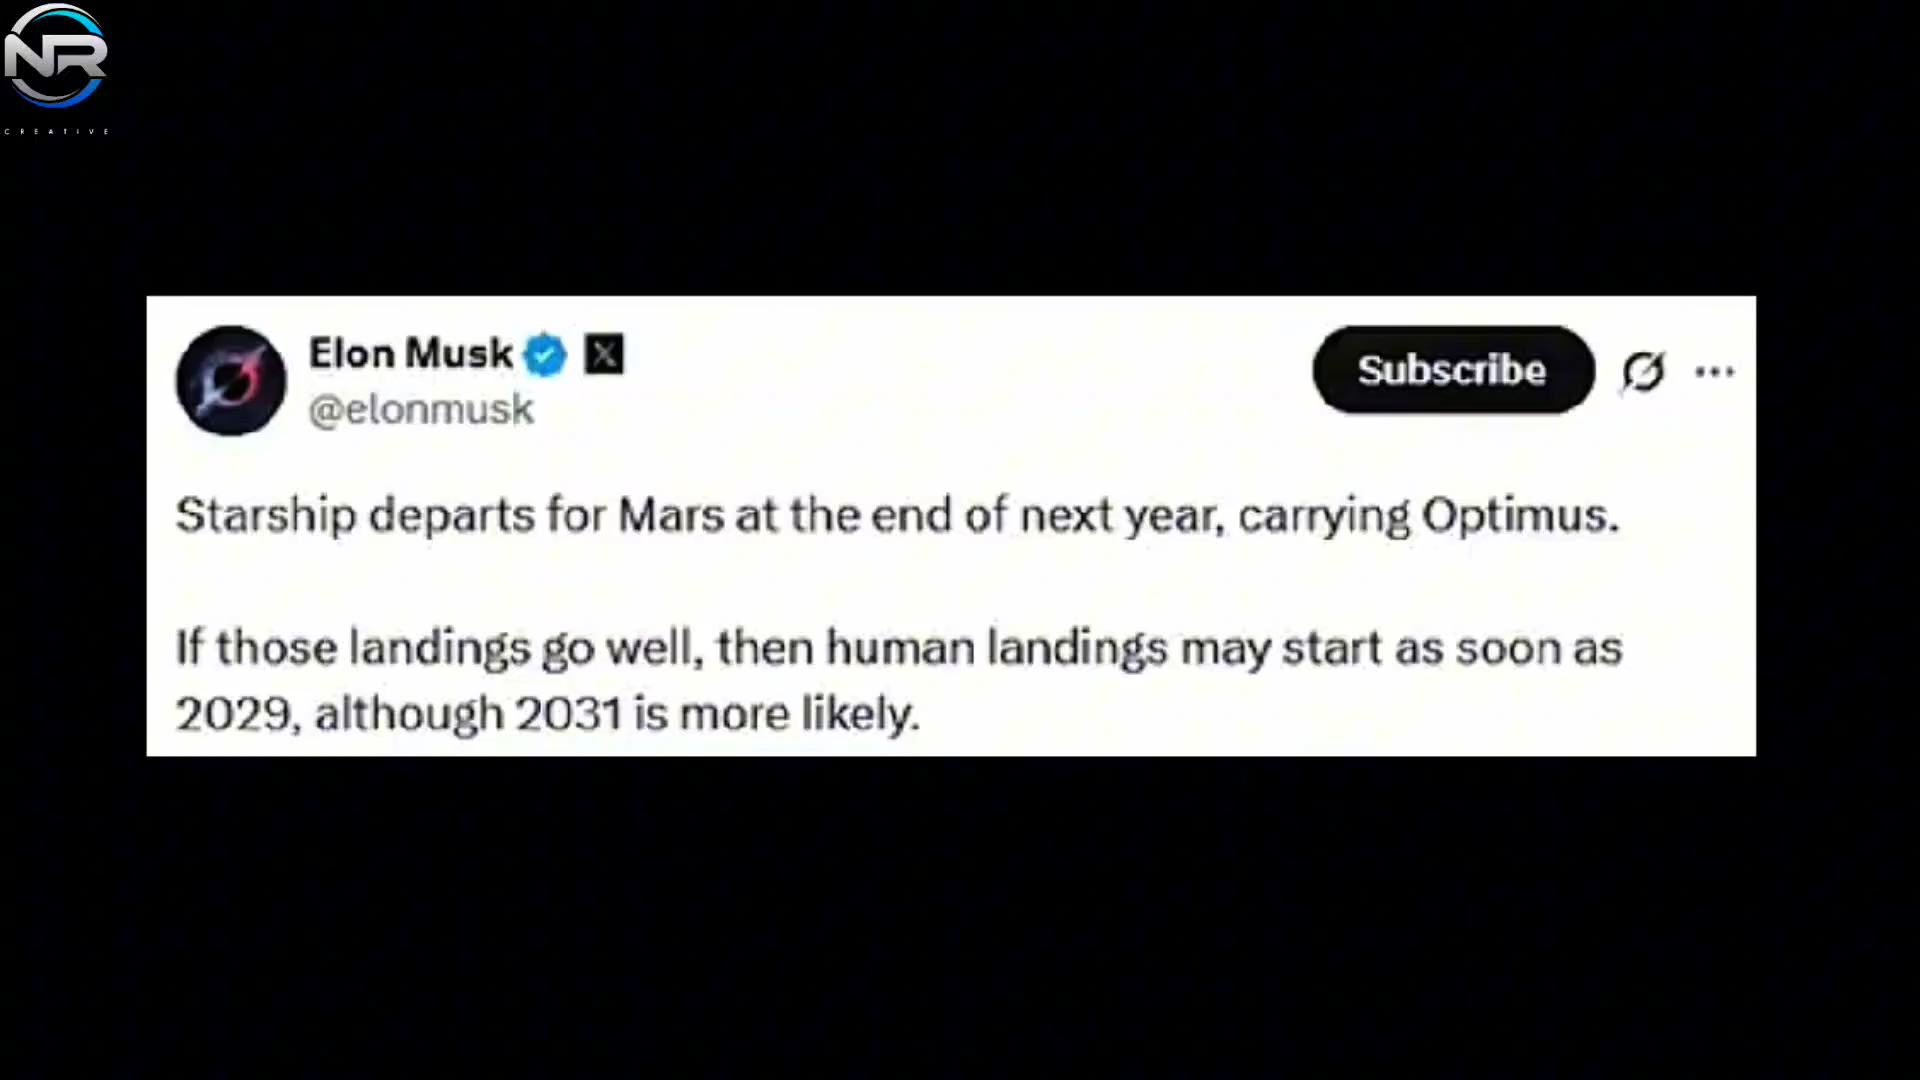 NR
CREATIVE
Elon Musk
@elonmusk
Subscribe
Starship departs for Mars at the end of next year, carrying Optimus.
If those landings go well, then human landings may start as soon as
2029, although 2031 is more likely.